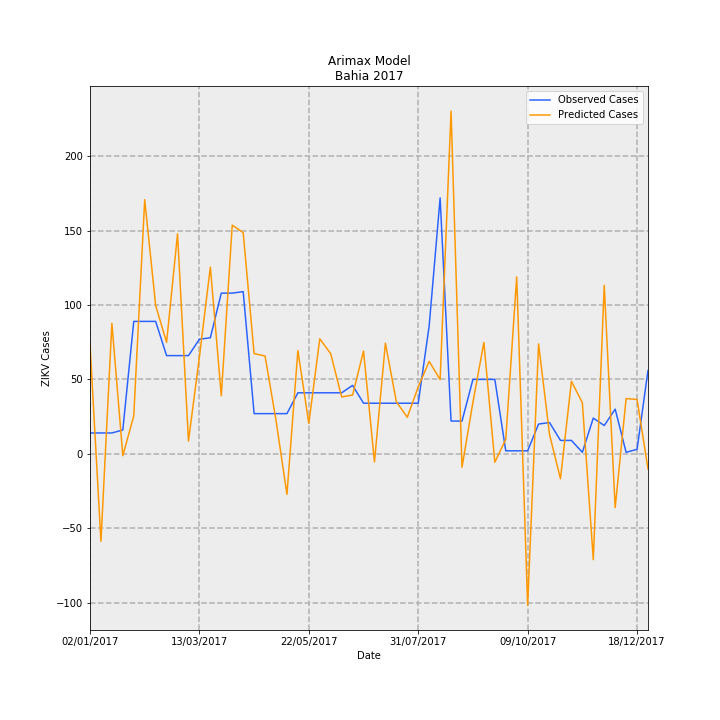 Arimax Model
Bahia 2017
Observed Cases
Predicted Cases
200
150
100
50
0
−50
−100
ZIKV Cases
02/01/2017 13/03/2017 22/05/2017 31/07/2017 09/10/2017 18/12/2017
Date